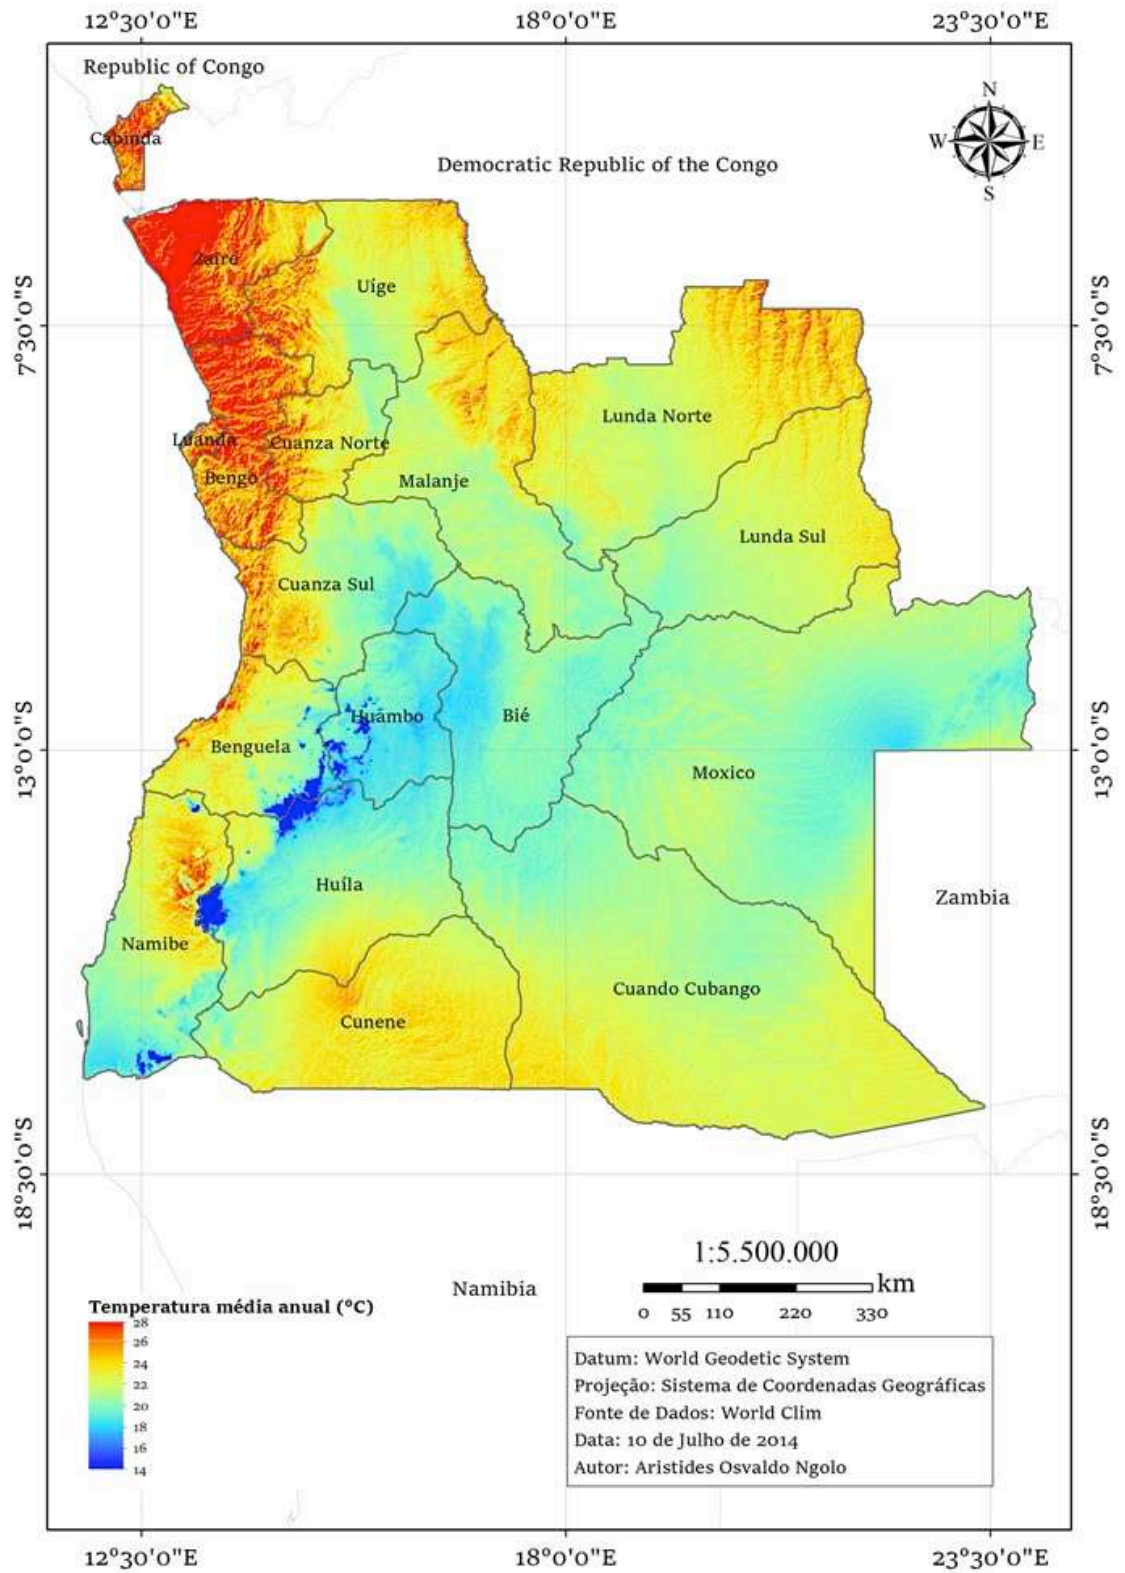 12°30'0"E
18°0'0"E
23°30'0"E
Republic of Congo
N
W
E
S
Cabinda
Democratic Republic of the Congo
Zaire
Uíge
7°30'0"S
7°30'0"S
Lunda Norte
Luanda
Cuanza Norte
Bengo
Malanje
Lunda Sul
Cuanza Sul
Huambo
Bié
Benguela
13°0'0"S
13°0'0"S
Moxico
Huíla
Zambia
Namibe
Cuando Cubango
Cunene
18°30'0"S
18°30'0"S
1:5.500.000
Namibia
km
0 55 110 220 330
Temperatura média anual (ºC)
28
26
24
22
20
18
16
14
Datum: World Geodetic System
Projeção: Sistema de Coordenadas Geográficas
Fonte de Dados: World Clim
Data: 10 de Julho de 2014
Autor: Aristides Osvaldo Ngolo
12°30'0"E
18°0'0"E
23°30'0"E